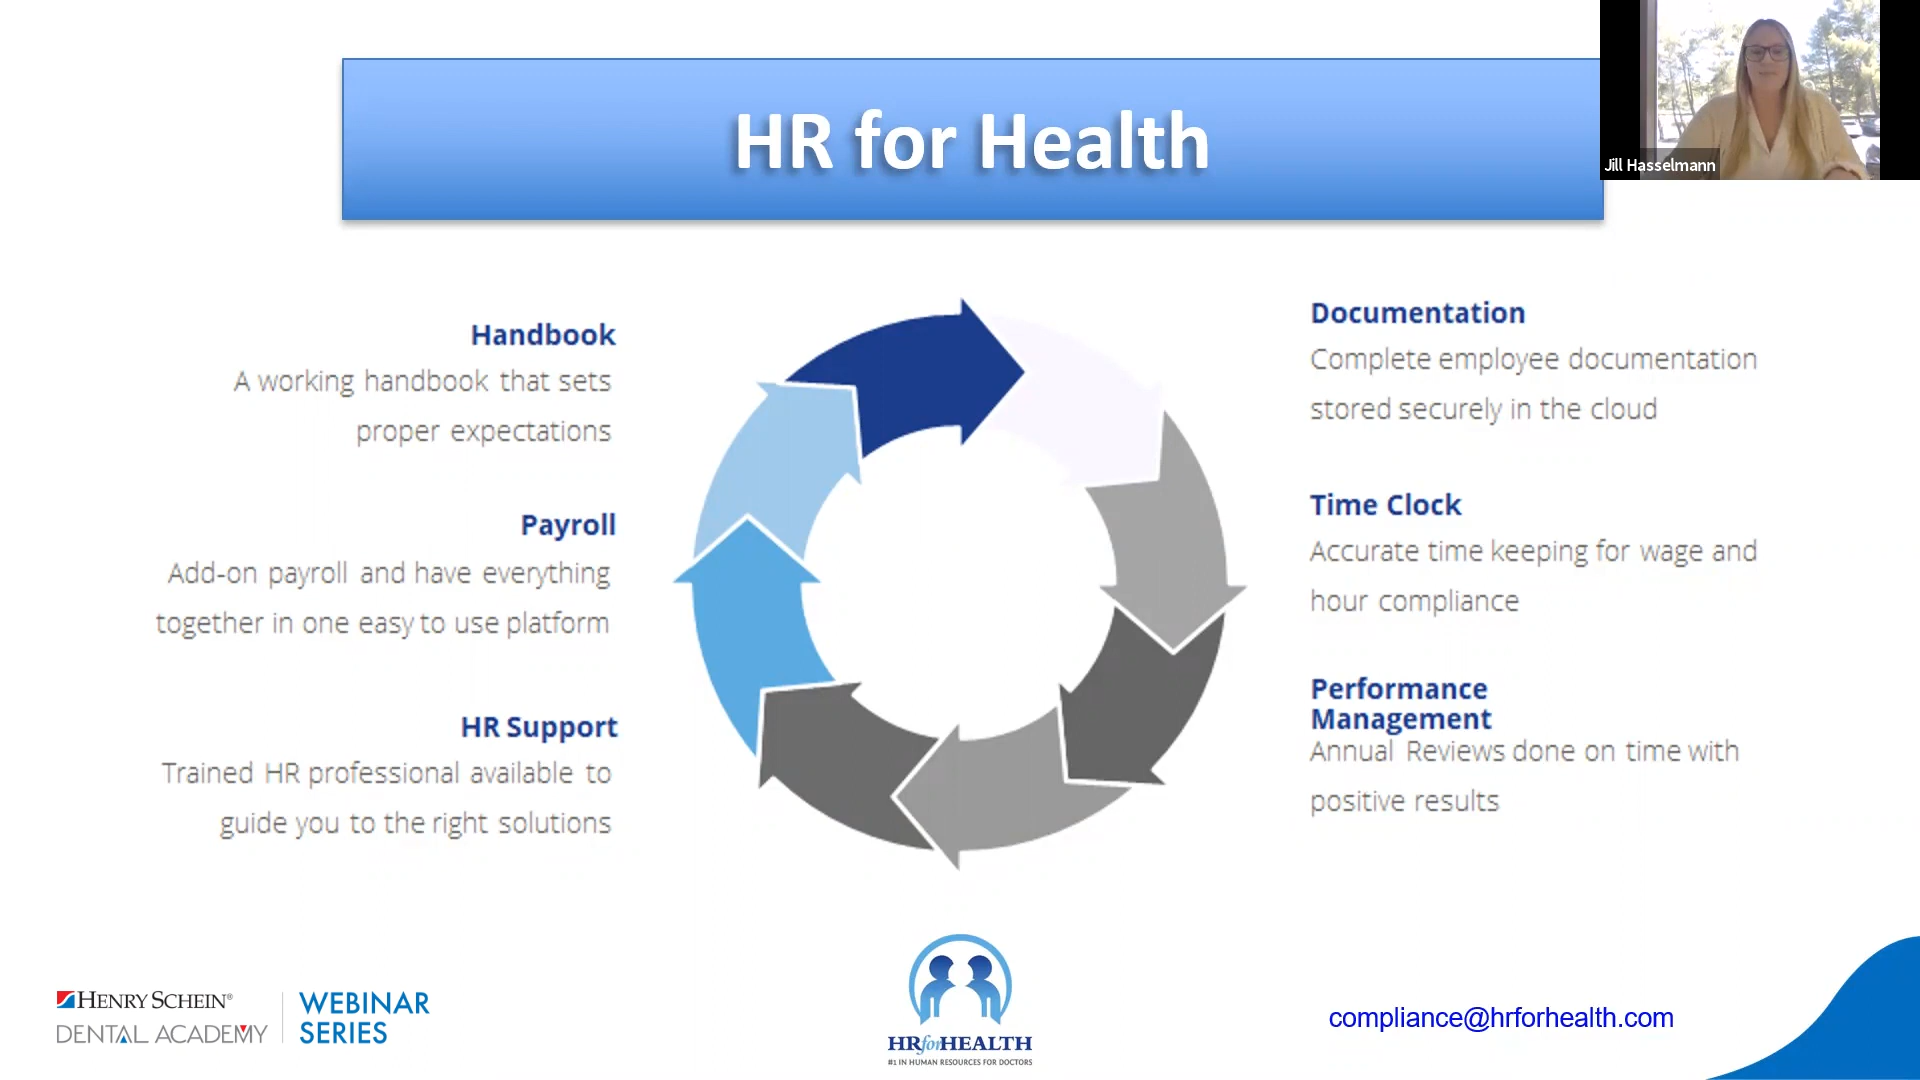 HR for Health
Jill Hasselmann
Handbook
A working handbook that sets
proper expectations
Payroll
Add-on payroll and have everything
together in one easy to use platform
HR Support
Trained HR professional available to
guide you to the right solutions
Documentation
Complete employee documentation
stored securely in the cloud
Time Clock
Accurate time keeping for wage and
hour compliance
Performance
Management
Annual Reviews done on time with
positive results
HENRY SCHEIN®
DENTAL ACADEMY
WEBINAR
SERIES
HRforHEALTH
#1 IN HUMAN RESOURCES FOR DOCTORS
compliance@hrforhealth.com